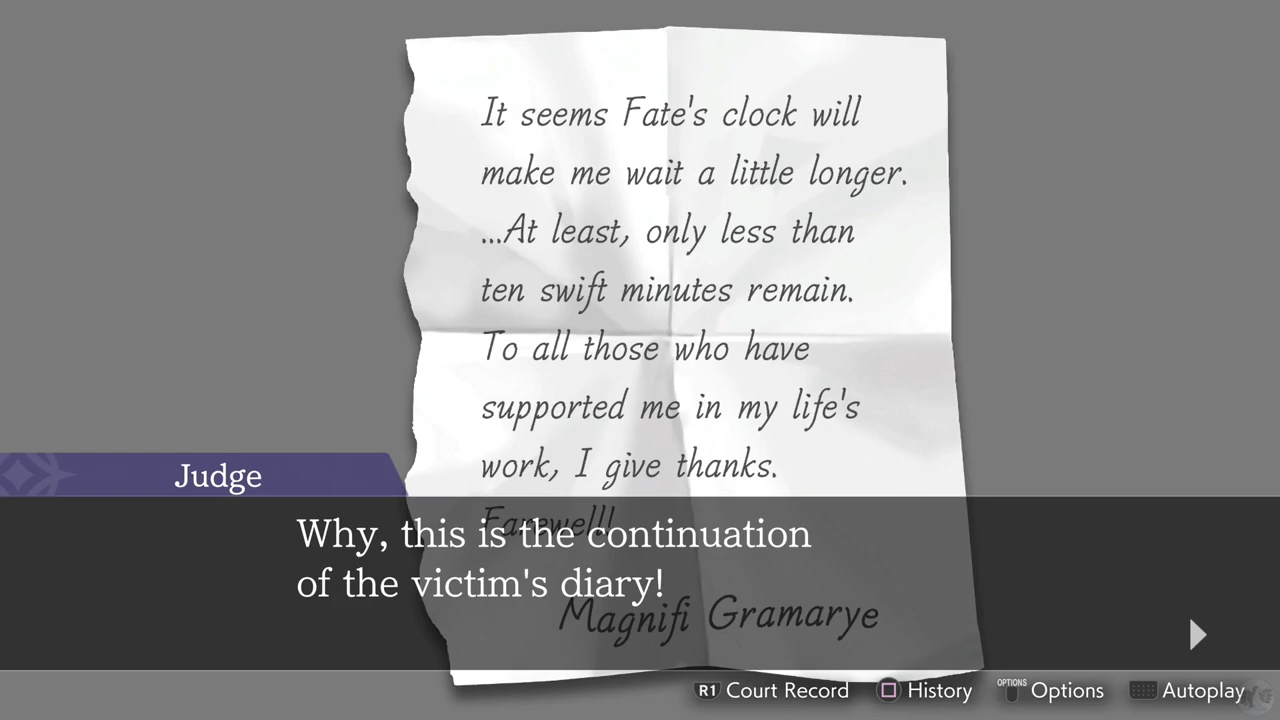 It seems Fate's clock will
make me wait a little longer.
...At least, only less than
ten swift minutes remain.
To all those who have
supported me in my life's
work, I give thanks.
Farewell!
Magnifi Gramarye
Judge
Why, this is the continuation
of the victim's diary!
R1 Court Record History OPTIONS Options Autoplay